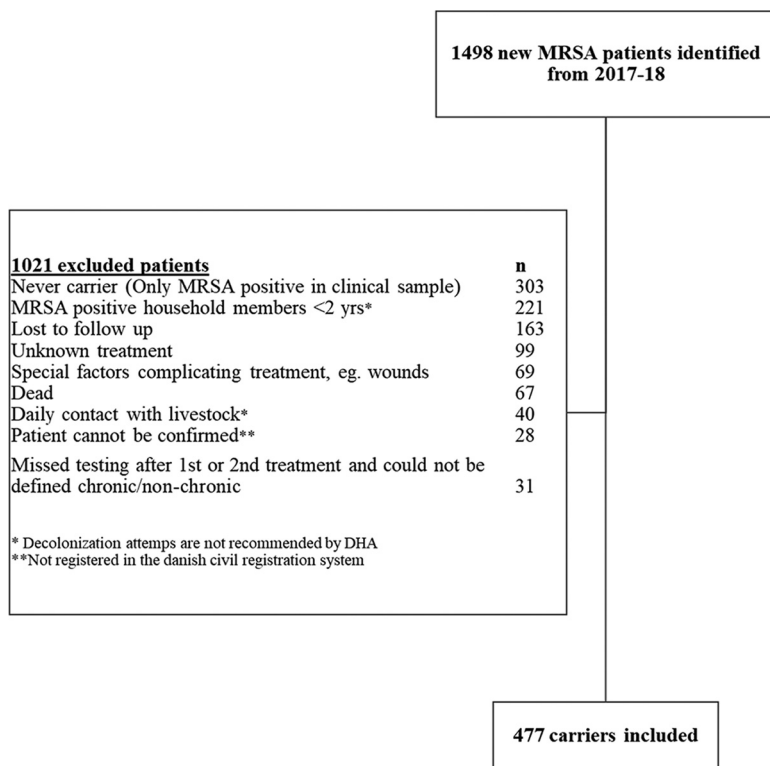 1498 new MRSA patients identified
from 2017-18
1021 excluded patients n
Never carrier (Only MRSA positive in clinical sample) 303
MRSA positive household members <2 yrs* 221
Lost to follow up 163
Unknown treatment 99
Special factors complicating treatment, eg. wounds 69
Dead 67
Daily contact with livestock* 40
Patient cannot be confirmed** 28
Missed testing after 1st or 2nd treatment and could not be
defined chronic/non-chronic 31
* Decolonization attemps are not recommended by DHA
**Not registered in the danish civil registration system
477 carriers included